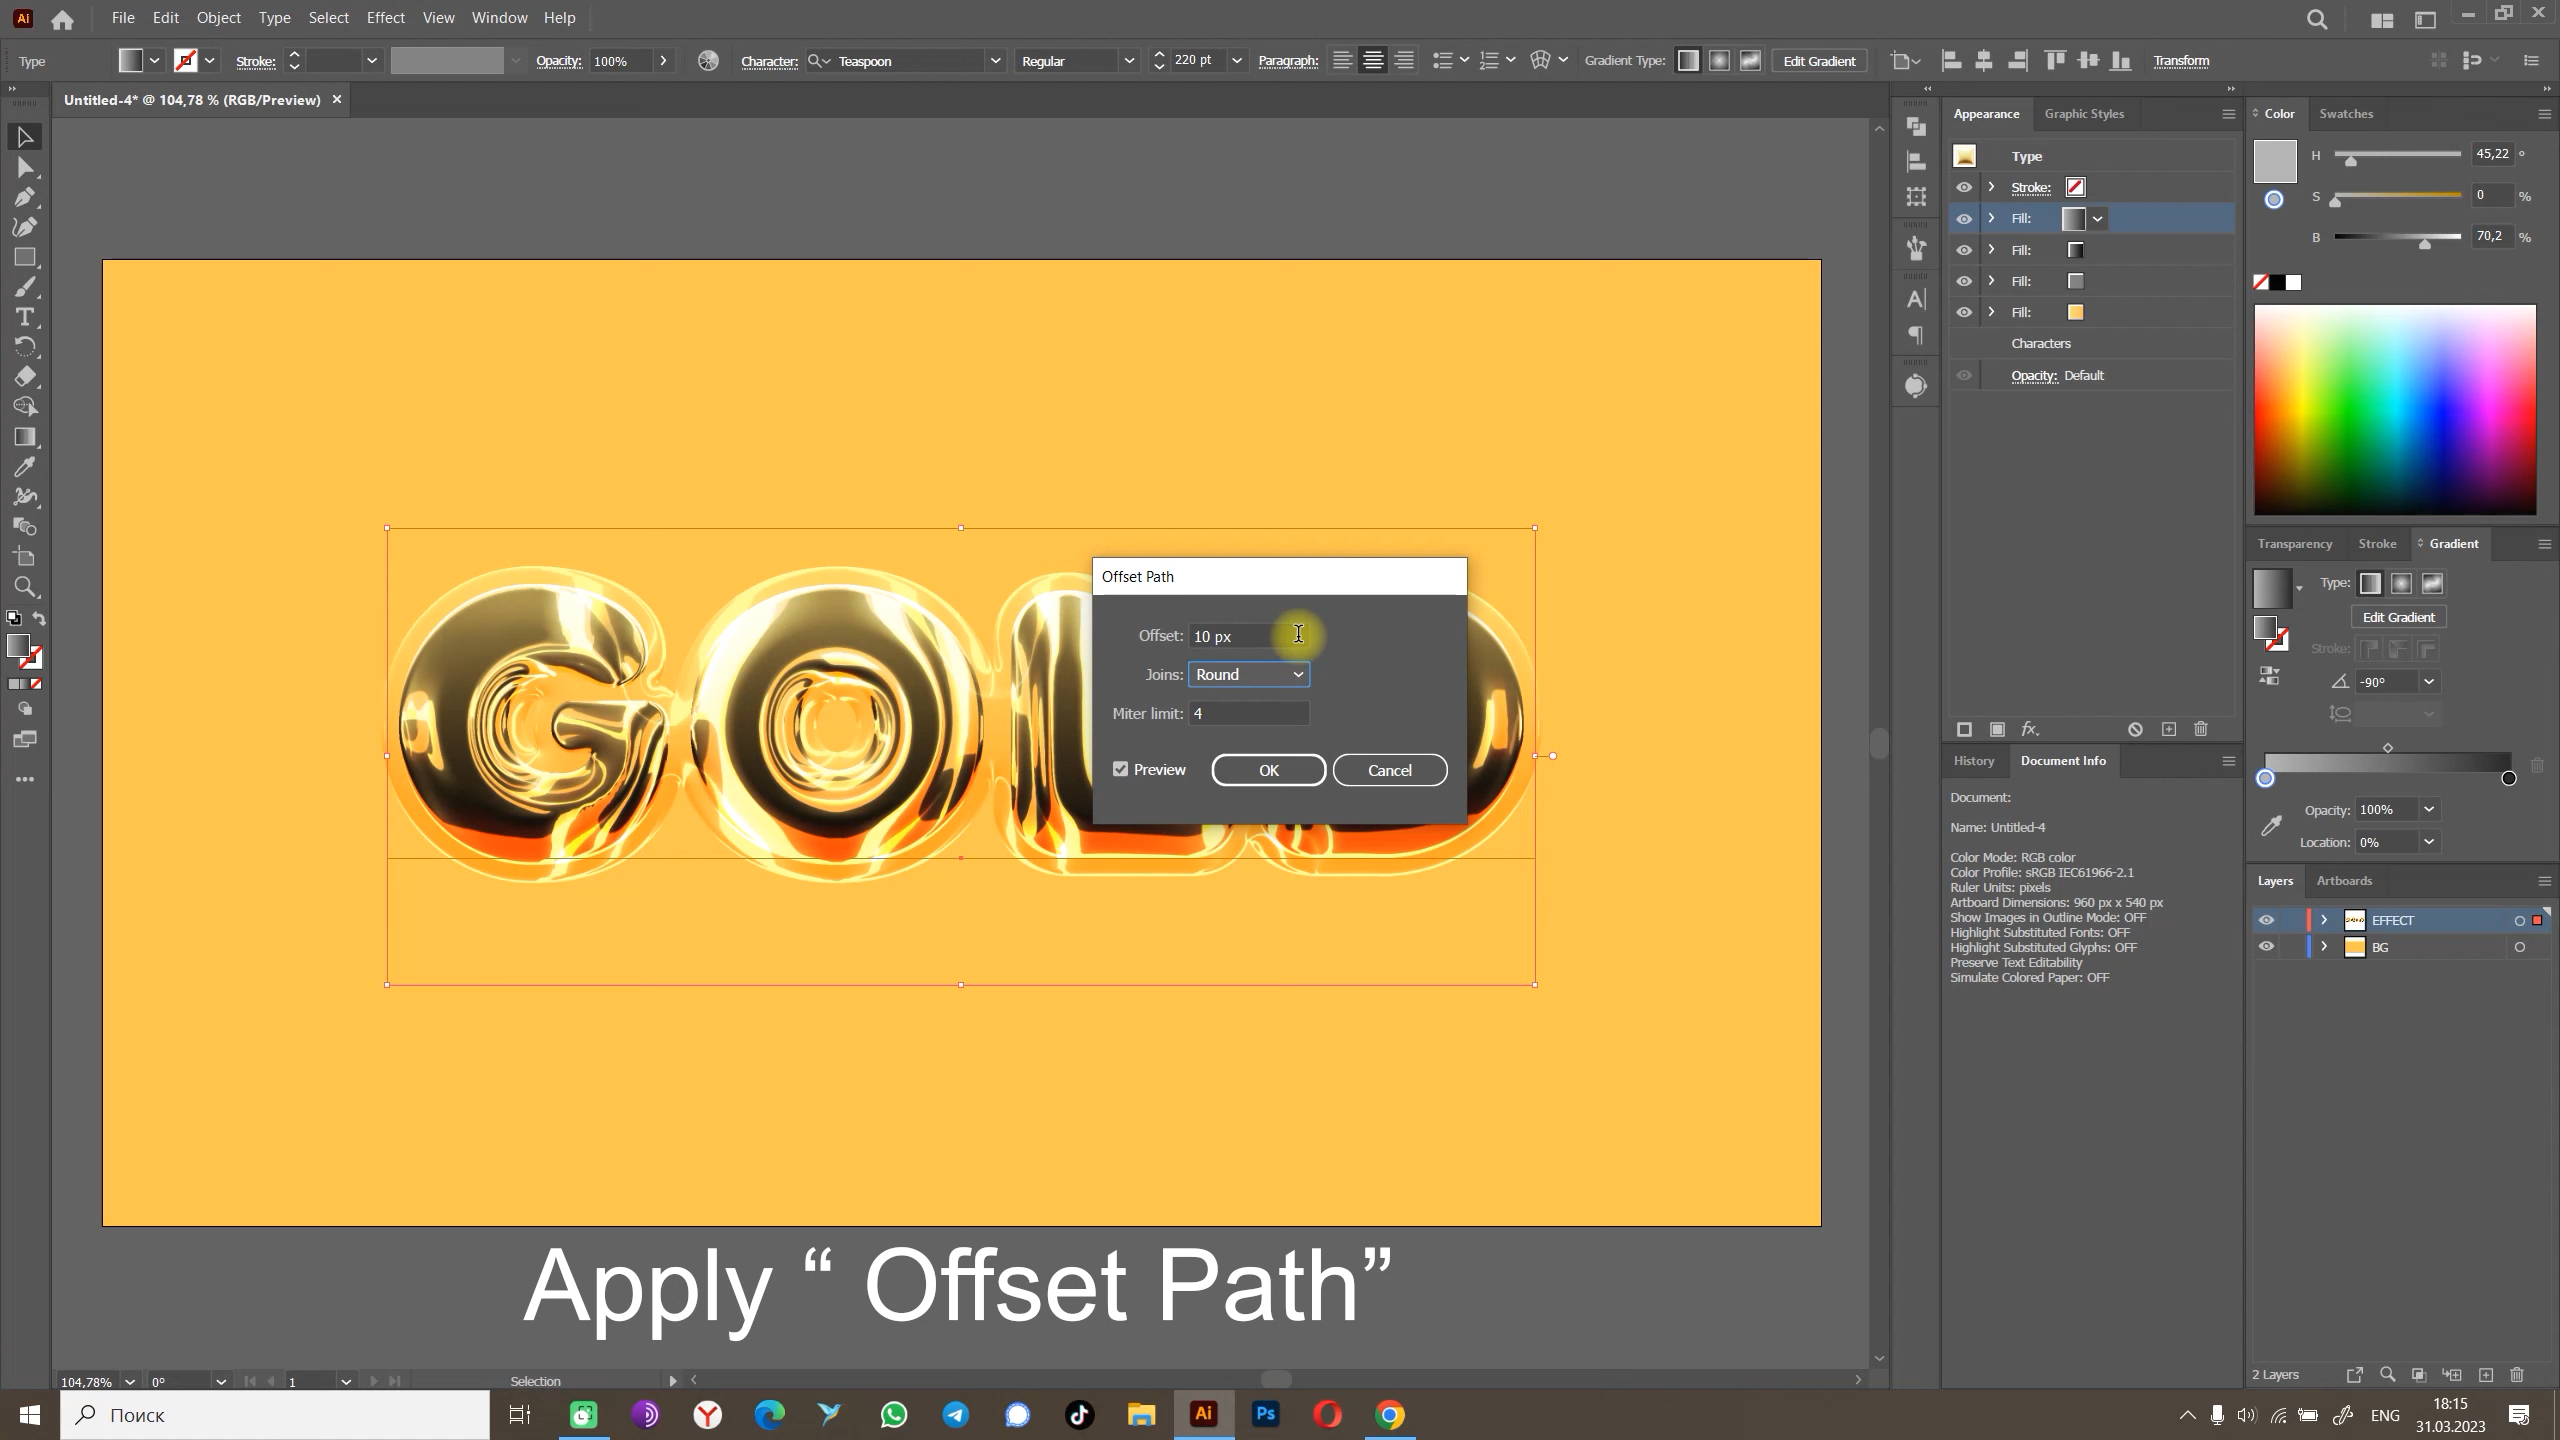 Ai File Edit Object Type Select Effect View Window Help
Type Stroke: Opacity: 100% Character: Teaspoon Regular 220 pt Paragraph: Gradient Type: Edit Gradient Transform
Untitled-4* @ 104,78 % (RGB/Preview) ×
Appearance Graphic Styles
Type
Stroke:
Fill:
Fill:
Fill:
Fill:
Characters
Opacity: Default
Color Swatches
H 45,22 °
S 0 %
B 70,2 %
GOLD
Offset Path
Offset: 10 px
Joins: Round
Miter limit: 4
Preview OK Cancel
Transparency Stroke Gradient
Type:
Edit Gradient
Stroke:
-90°
Opacity: 100%
Location: 0%
History Document Info
Document:
Name: Untitled-4
Color Mode: RGB color
Color Profile: sRGB IEC61966-2.1
Ruler Units: pixels
Artboard Dimensions: 960 px x 540 px
Show Images in Outline Mode: OFF
Highlight Substituted Fonts: OFF
Highlight Substituted Glyphs: OFF
Preserve Text Editability
Simulate Colored Paper: OFF
Layers Artboards
EFFECT
BG
2 Layers
Apply “ Offset Path”
104,78% 0° 1 Selection
Поиск
Ai Ps
ENG
18:15
31.03.2023